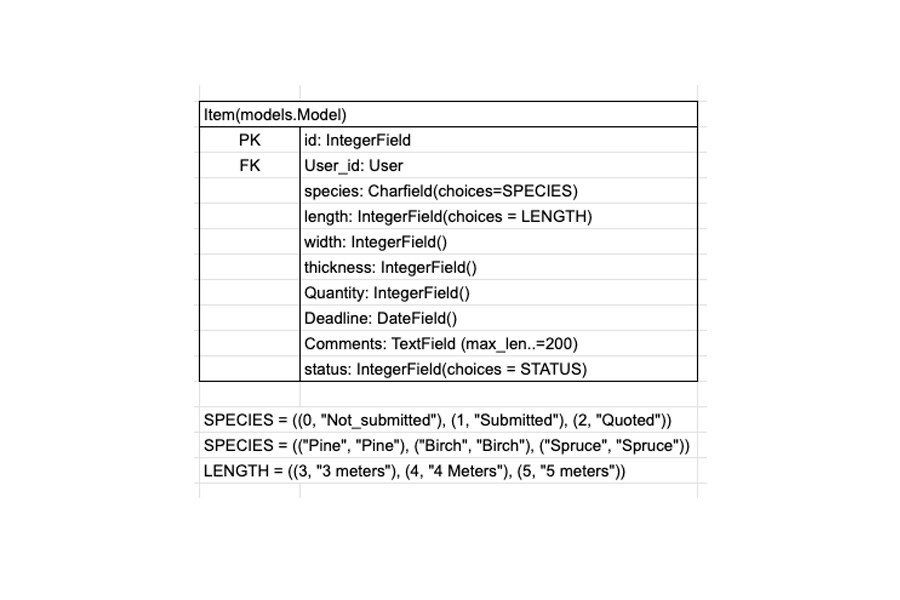 Item(models.Model)
PK id: IntegerField
FK User_id: User
species: Charfield(choices=SPECIES)
length: IntegerField(choices = LENGTH)
width: IntegerField()
thickness: IntegerField()
Quantity: IntegerField()
Deadline: DateField()
Comments: TextField (max_len..=200)
status: IntegerField(choices = STATUS)
SPECIES = ((0, "Not_submitted"), (1, "Submitted"), (2, "Quoted"))
SPECIES = (("Pine", "Pine"), ("Birch", "Birch"), ("Spruce", "Spruce"))
LENGTH = ((3, "3 meters"), (4, "4 Meters"), (5, "5 meters"))